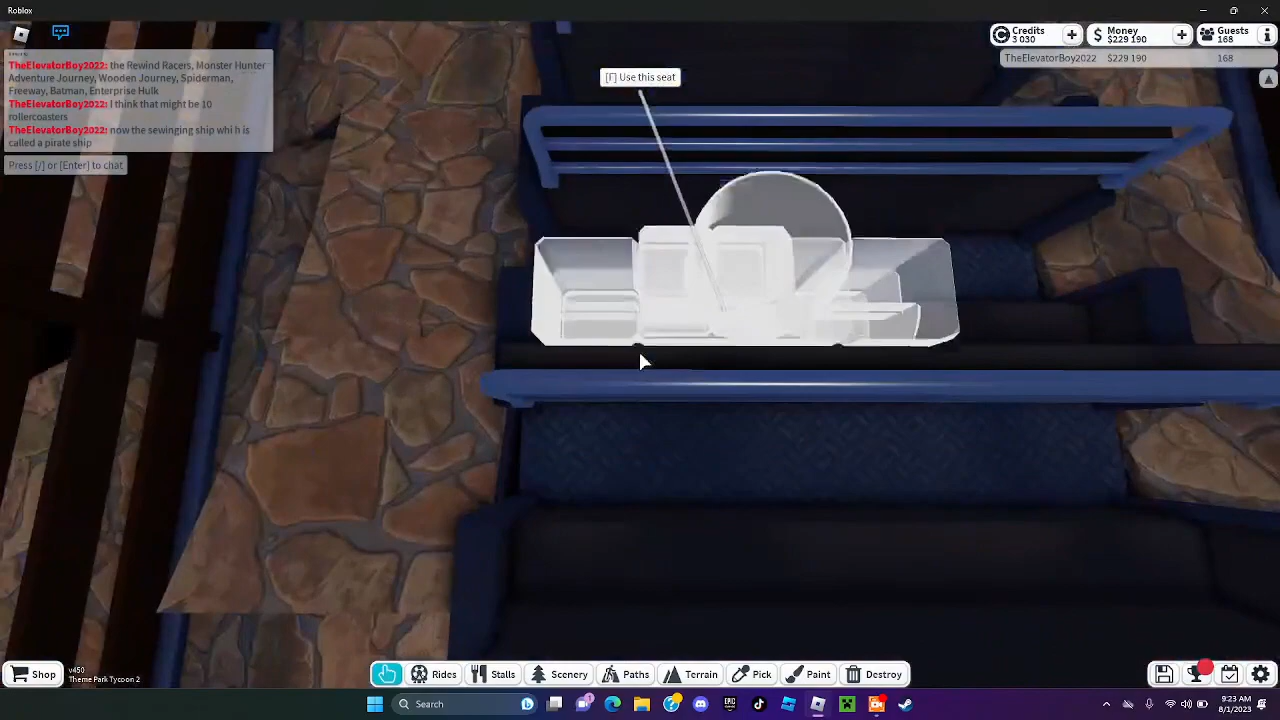 Roblox
Credits
3 030
Money
$229 190
Guests
168
TheElevatorBoy2022 $229 190 168
TheElevatorBoy2022: the Rewind Racers, Monster Hunter
Adventure Journey, Wooden Journey, Spiderman,
Freeway, Batman, Enterprise Hulk
TheElevatorBoy2022: I think that might be 10
rollercoasters
TheElevatorBoy2022: now the sewinging ship whi h is
called a pirate ship
Press [/] or [Enter] to chat
[F] Use this seat
Shop
v450
Theme Park Tycoon 2
Rides
Stalls
Scenery
Paths
Terrain
Pick
Paint
Destroy
Search
9:23 AM
8/1/2023